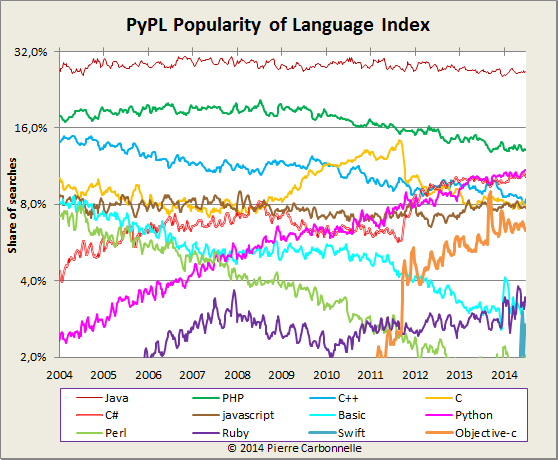 PyPL Popularity of Language Index
32,0%
16,0%
8,0%
4,0%
2,0%
Share of searches
2004 2005 2006 2007 2008 2009 2010 2011 2012 2013 2014
Java PHP C++ C
C# javascript Basic Python
Perl Ruby Swift Objective-c
© 2014 Pierre Carbonnelle